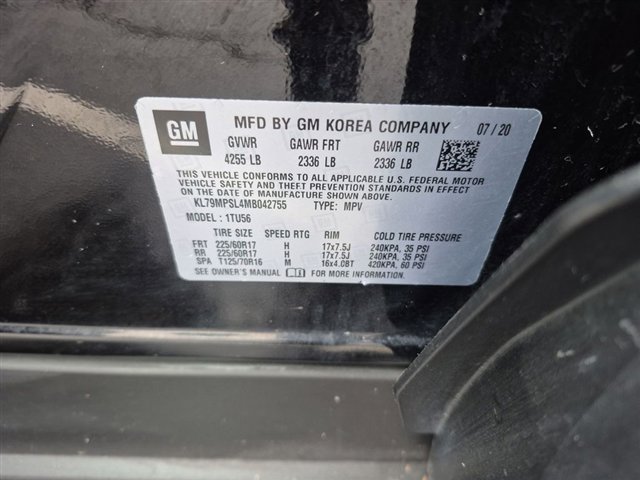 GM
MFD BY GM KOREA COMPANY 07/20
GVWR GAWR FRT GAWR RR
4255 LB 2336 LB 2336 LB
THIS VEHICLE CONFORMS TO ALL APPLICABLE U.S. FEDERAL MOTOR
VEHICLE SAFETY AND THEFT PREVENTION STANDARDS IN EFFECT
ON THE DATE OF MANUFACTURE SHOWN ABOVE.
KL79MPSL4MB042755 TYPE: MPV
MODEL: 1TU56
TIRE SIZE SPEED RTG RIM COLD TIRE PRESSURE
FRT 225/60R17 H 17x7.5J 240KPA, 35 PSI
RR 225/60R17 H 17x7.5J 240KPA, 35 PSI
SPA T125/70R16 M 16x4.0BT 420KPA, 60 PSI
SEE OWNER'S MANUAL FOR MORE INFORMATION.